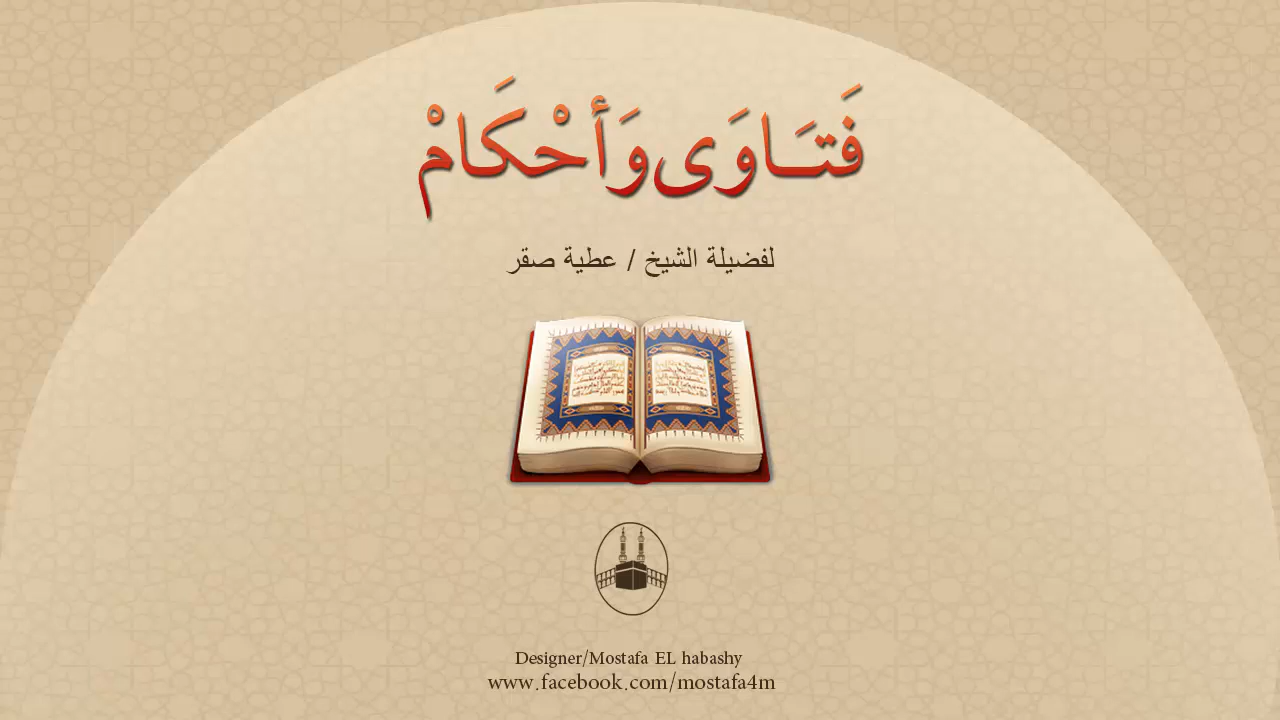 فَتَاوَى وَأَحْكَامْ
لفضيلة الشيخ / عطية صقر
Designer/Mostafa EL habashy
www.facebook.com/mostafa4m